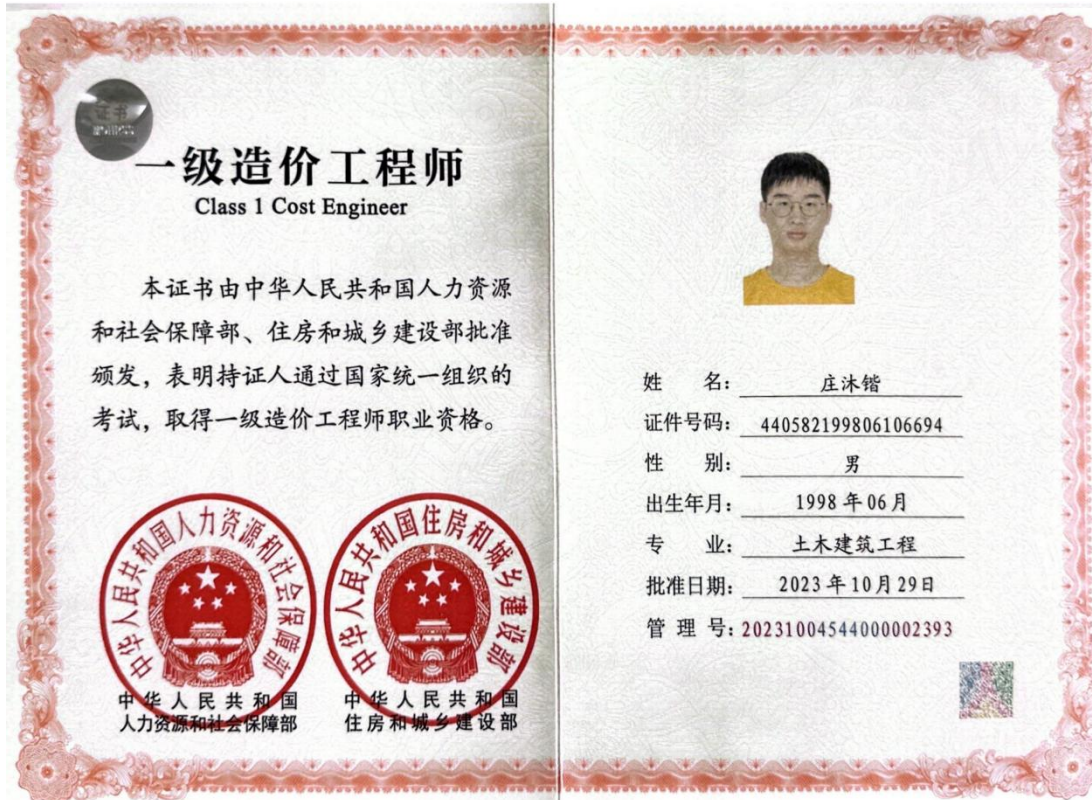 证书
一级造价工程师
Class 1 Cost Engineer
本证书由中华人民共和国人力资源
和社会保障部、住房和城乡建设部批准
颁发，表明持证人通过国家统一组织的
考试，取得一级造价工程师职业资格。
中华人民共和国人力资源和社会保障部
中华人民共和国住房和城乡建设部
中华人民共和国
人力资源和社会保障部
中华人民共和国
住房和城乡建设部
姓 名：庄沐锴
证件号码：440582199806106694
性 别：男
出生年月：1998年06月
专 业：土木建筑工程
批准日期：2023年10月29日
管 理 号：20231004544000002393